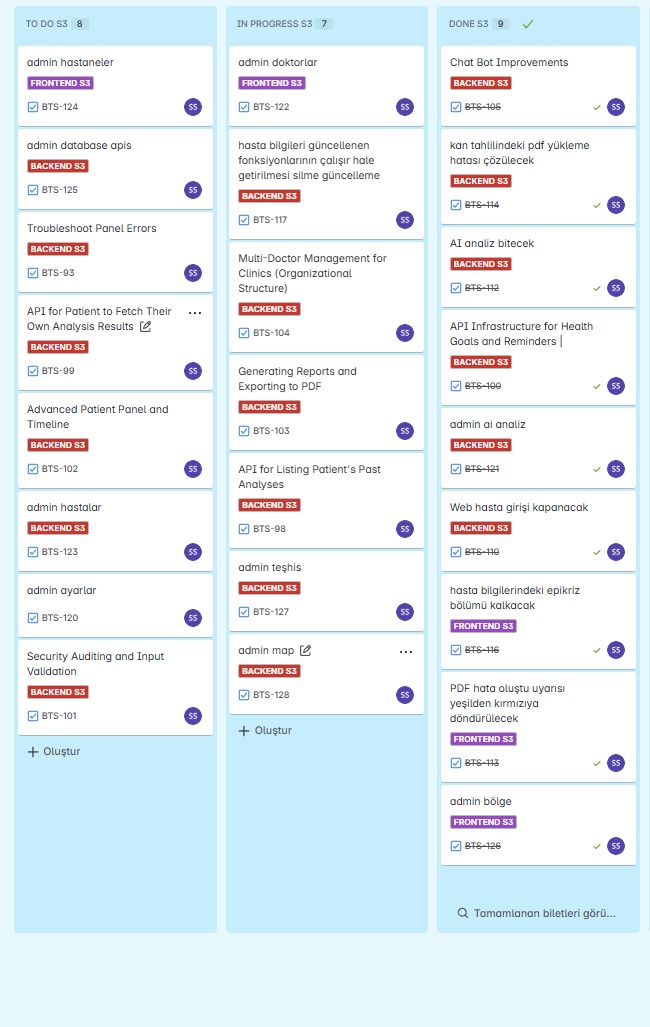 TO DO S3 8
admin hastaneler
FRONTEND S3
BTS-124
SS
admin database apis
BACKEND S3
BTS-125
SS
Troubleshoot Panel Errors
BACKEND S3
BTS-93
SS
API for Patient to Fetch Their
Own Analysis Results
BACKEND S3
BTS-99
SS
Advanced Patient Panel and
Timeline
BACKEND S3
BTS-102
SS
admin hastalar
BACKEND S3
BTS-123
SS
admin ayarlar
BTS-120
SS
Security Auditing and Input
Validation
BACKEND S3
BTS-101
SS
+ Oluştur
IN PROGRESS S3 7
admin doktorlar
FRONTEND S3
BTS-122
SS
hasta bilgileri güncellenen
fonksiyonlarının çalışır hale
getirilmesi silme güncelleme
BACKEND S3
BTS-117
SS
Multi-Doctor Management for
Clinics (Organizational
Structure)
BACKEND S3
BTS-104
SS
Generating Reports and
Exporting to PDF
BACKEND S3
BTS-103
SS
API for Listing Patient's Past
Analyses
BACKEND S3
BTS-98
SS
admin teşhis
BACKEND S3
BTS-127
SS
admin map
BACKEND S3
BTS-128
SS
+ Oluştur
DONE S3 9
Chat Bot Improvements
BACKEND S3
BTS-105
SS
kan tahlilindeki pdf yükleme
hatası çözülecek
BACKEND S3
BTS-114
SS
AI analiz bitecek
BACKEND S3
BTS-112
SS
API Infrastructure for Health
Goals and Reminders |
BACKEND S3
BTS-100
SS
admin ai analiz
BACKEND S3
BTS-121
SS
Web hasta girişi kapanacak
BACKEND S3
BTS-110
SS
hasta bilgilerindeki epikriz
bölümü kalkacak
FRONTEND S3
BTS-116
SS
PDF hata oluştu uyarısı
yeşilden kırmızıya
döndürülecek
FRONTEND S3
BTS-113
SS
admin bölge
FRONTEND S3
BTS-126
SS
Tamamlanan biletleri görü...